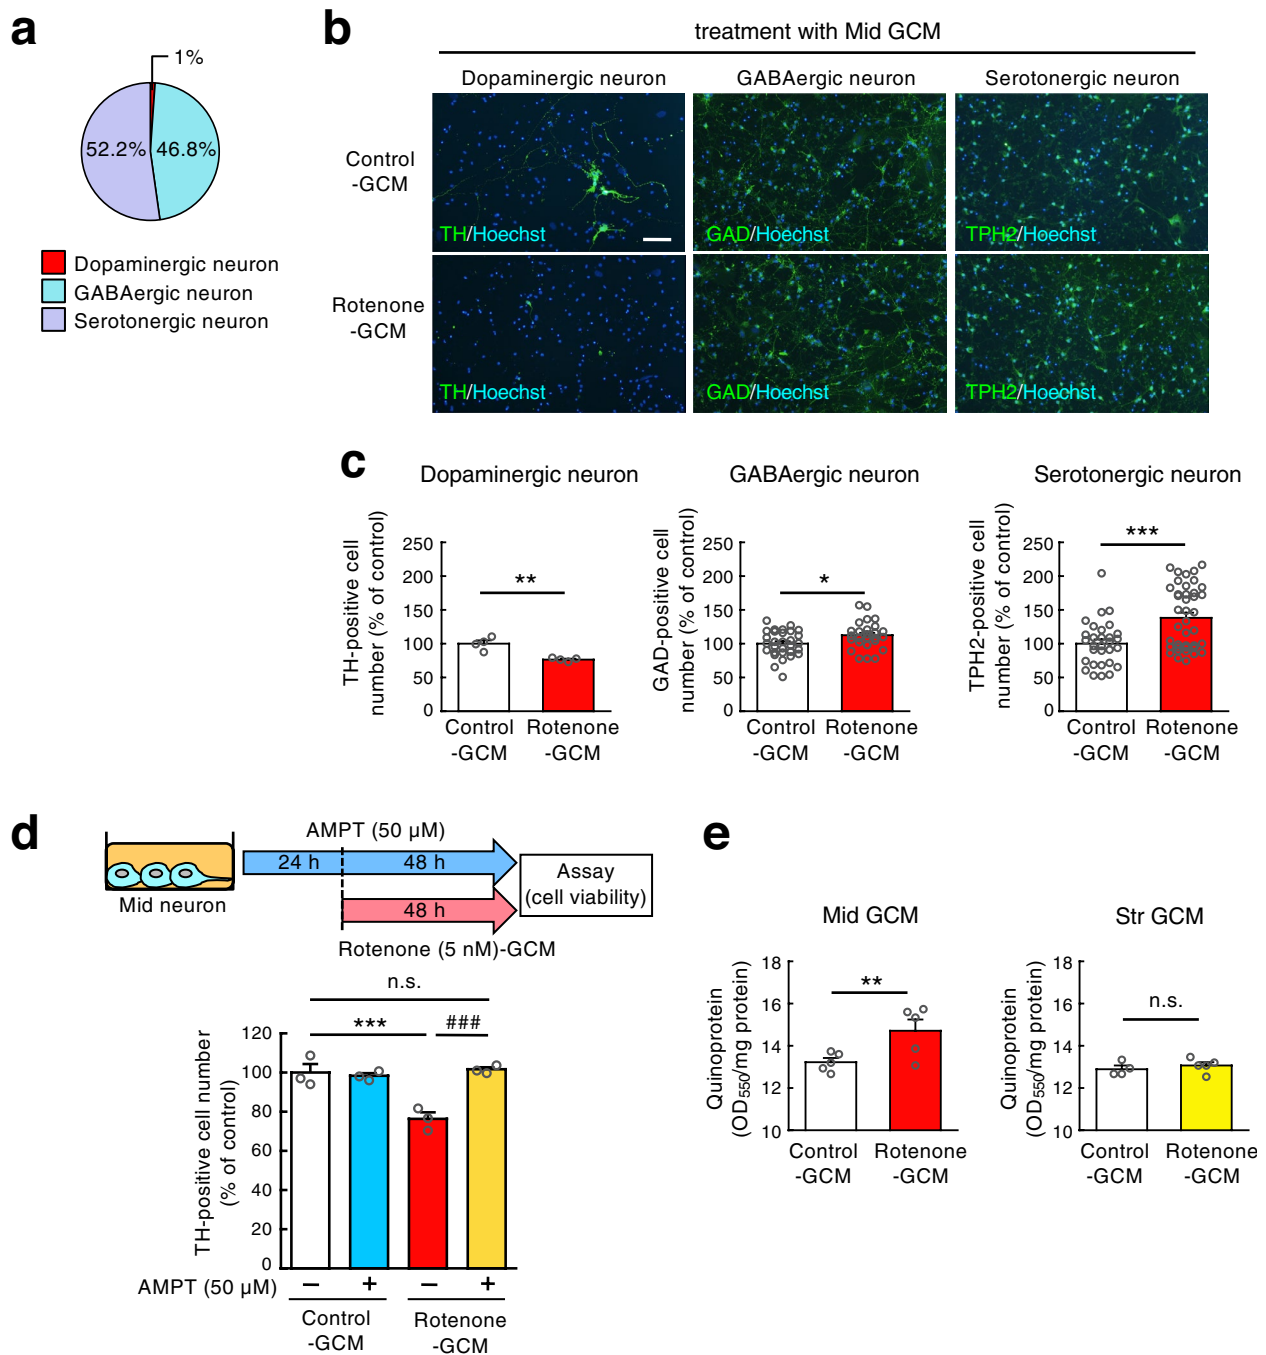 a
1%
52.2%
46.8%
Dopaminergic neuron
GABAergic neuron
Serotonergic neuron
b
treatment with Mid GCM
Dopaminergic neuron
GABAergic neuron
Serotonergic neuron
Control
-GCM
TH/Hoechst
GAD/Hoechst
TPH2/Hoechst
Rotenone
-GCM
TH/Hoechst
GAD/Hoechst
TPH2/Hoechst
c
Dopaminergic neuron
TH-positive cell
number (% of control)
250
200
150
100
50
0
**
Control
-GCM
Rotenone
-GCM
GABAergic neuron
GAD-positive cell
number (% of control)
250
200
150
100
50
0
*
Control
-GCM
Rotenone
-GCM
Serotonergic neuron
TPH2-positive cell
number (% of control)
250
200
150
100
50
0
***
Control
-GCM
Rotenone
-GCM
d
AMPT (50 μM)
24 h
48 h
48 h
Assay
(cell viability)
Mid neuron
Rotenone (5 nM)-GCM
TH-positive cell number
(% of control)
120
100
80
60
40
20
0
n.s.
***
###
AMPT (50 μM)
− + − +
Control
-GCM
Rotenone
-GCM
e
Mid GCM
Quinoprotein
(OD550/mg protein)
18
16
14
12
10
**
Control
-GCM
Rotenone
-GCM
Str GCM
Quinoprotein
(OD550/mg protein)
18
16
14
12
10
n.s.
Control
-GCM
Rotenone
-GCM